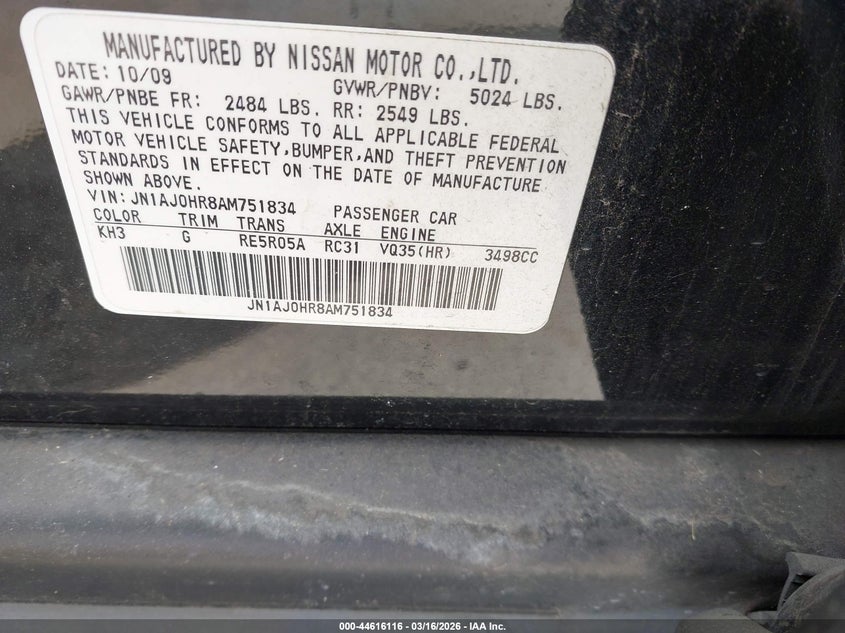 MANUFACTURED BY NISSAN MOTOR CO.,LTD.
DATE: 10/09 GVWR/PNBV: 5024 LBS.
GAWR/PNBE FR: 2484 LBS. RR: 2549 LBS.
THIS VEHICLE CONFORMS TO ALL APPLICABLE FEDERAL
MOTOR VEHICLE SAFETY,BUMPER,AND THEFT PREVENTION
STANDARDS IN EFFECT ON THE DATE OF MANUFACTURE
SHOWN ABOVE.
VIN: JN1AJ0HR8AM751834 PASSENGER CAR
COLOR TRIM TRANS AXLE ENGINE
KH3 G RE5R05A RC31 VQ35(HR) 3498CC
JN1AJ0HR8AM751834
000-44616116 - 03/16/2026 - IAA Inc.